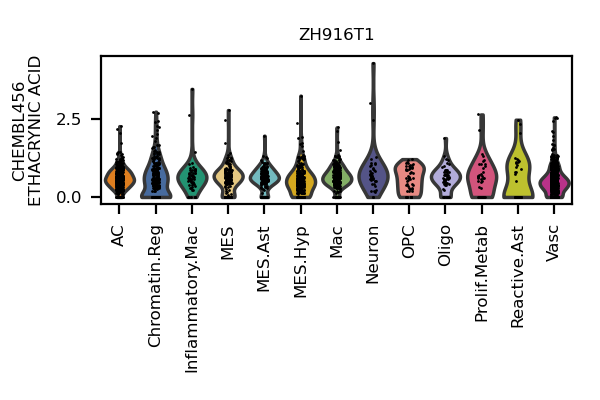 ZH916T1
CHEMBL456
ETHACRYNIC ACID
2.5
0.0
AC
Chromatin.Reg
Inflammatory.Mac
MES
MES.Ast
MES.Hyp
Mac
Neuron
OPC
Oligo
Prolif.Metab
Reactive.Ast
Vasc